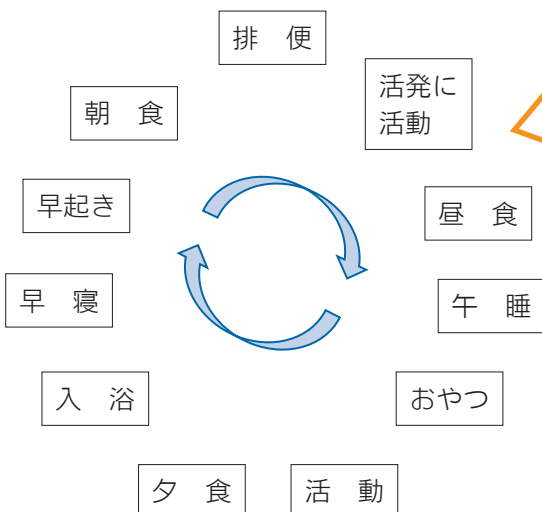 排 便
活発に
活動
朝 食
早起き
昼 食
早 寝
午 睡
入 浴
おやつ
夕 食
活 動